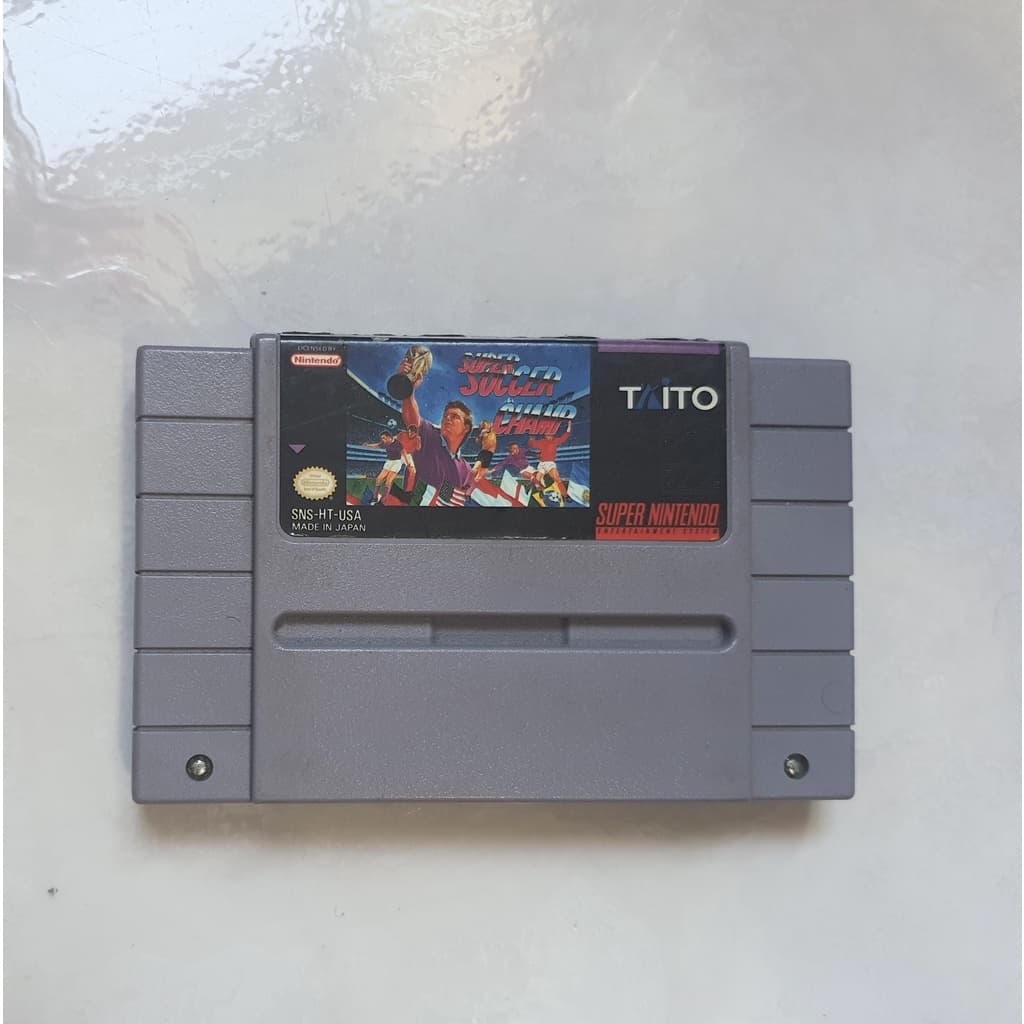 LICENSED BY
Nintendo
SUPER
SOCCER
CHAMP
TAITO
SNS-HT-USA
MADE IN JAPAN
SUPER NINTENDO
ENTERTAINMENT SYSTEM